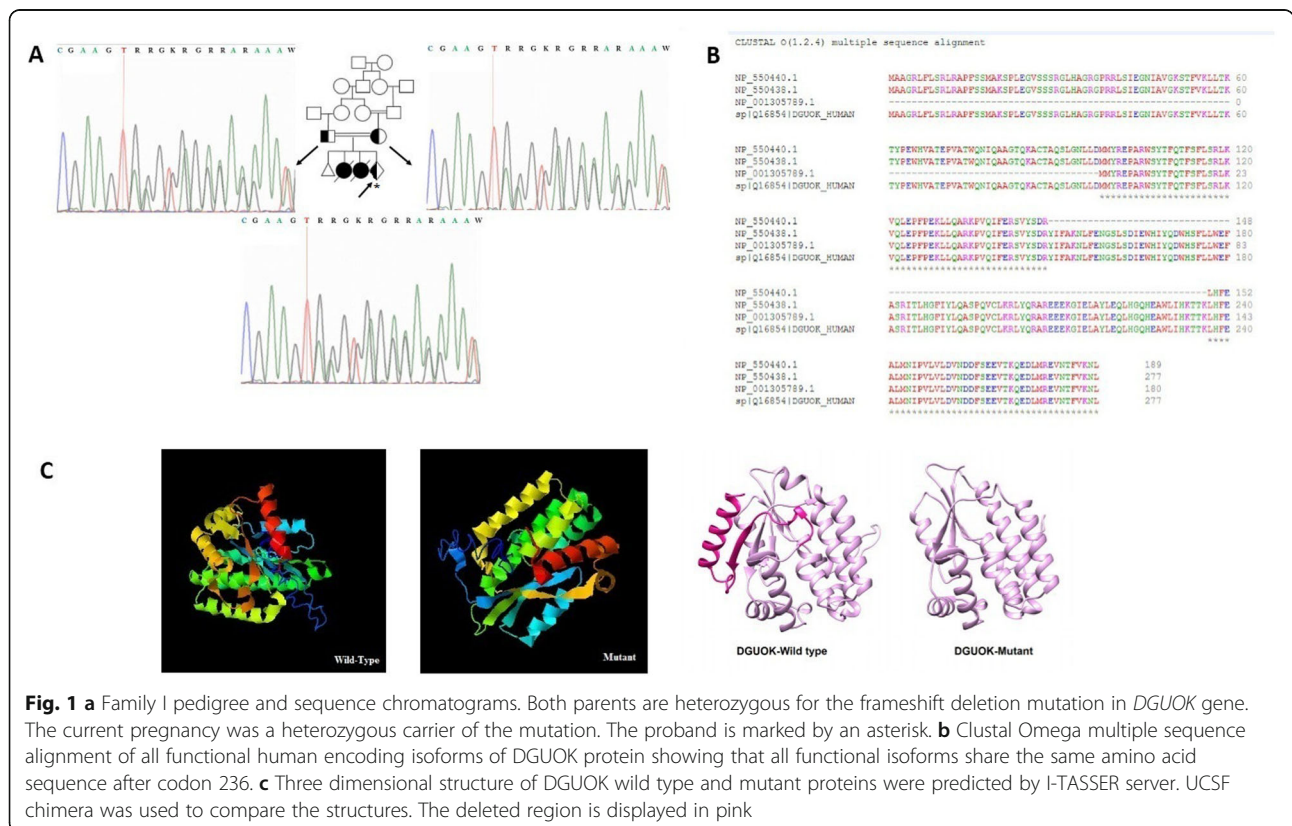 A
C G A A G T R R G K R G R R A R A A A W
C G A A G T R R G K R G R R A R A A A W
*
C G A A G T R R G K R G R R A R A A A W
B
CLUSTAL O(1.2.4) multiple sequence alignment
NP_550440.1 MAAGRLFLSRLRAPFSSMAKSPLEGVSSSRGLHAGRGPRRLSIEGNIAVGKSTFVKLLTK 60
NP_550438.1 MAAGRLFLSRLRAPFSSMAKSPLEGVSSSRGLHAGRGPRRLSIEGNIAVGKSTFVKLLTK 60
NP_001305789.1 ------------------------------------------------------------ 0
sp|Q16854|DGUOK_HUMAN MAAGRLFLSRLRAPFSSMAKSPLEGVSSSRGLHAGRGPRRLSIEGNIAVGKSTFVKLLTK 60
NP_550440.1 TYPEWHVATEPVATWQNIQAAGTQKACTAQSLGNLLDMMYREPARWSYTFQTFSFLSRLK 120
NP_550438.1 TYPEWHVATEPVATWQNIQAAGTQKACTAQSLGNLLDMMYREPARWSYTFQTFSFLSRLK 120
NP_001305789.1 -------------------------------------MMYREPARWSYTFQTFSFLSRLK 23
sp|Q16854|DGUOK_HUMAN TYPEWHVATEPVATWQNIQAAGTQKACTAQSLGNLLDMMYREPARWSYTFQTFSFLSRLK 120
***********************
NP_550440.1 VQLEPFPEKLLQARKPVQIFERSVYSDR-------------------------------- 148
NP_550438.1 VQLEPFPEKLLQARKPVQIFERSVYSDRYIFAKNLFENGSLSDIEWHIYQDWHSFLLWEF 180
NP_001305789.1 VQLEPFPEKLLQARKPVQIFERSVYSDRYIFAKNLFENGSLSDIEWHIYQDWHSFLLWEF 83
sp|Q16854|DGUOK_HUMAN VQLEPFPEKLLQARKPVQIFERSVYSDRYIFAKNLFENGSLSDIEWHIYQDWHSFLLWEF 180
****************************
NP_550440.1 --------------------------------------------------------LHFE 152
NP_550438.1 ASRITLHGFIYLQASPQVCLKRLYQRAREEEKGIELAYLEQLHGQHEAWLIHKTTKLHFE 240
NP_001305789.1 ASRITLHGFIYLQASPQVCLKRLYQRAREEEKGIELAYLEQLHGQHEAWLIHKTTKLHFE 143
sp|Q16854|DGUOK_HUMAN ASRITLHGFIYLQASPQVCLKRLYQRAREEEKGIELAYLEQLHGQHEAWLIHKTTKLHFE 240
****
NP_550440.1 ALMNIPVLVLDVNDDFSEEVTKQEDLMREVNTFVKNL 189
NP_550438.1 ALMNIPVLVLDVNDDFSEEVTKQEDLMREVNTFVKNL 277
NP_001305789.1 ALMNIPVLVLDVNDDFSEEVTKQEDLMREVNTFVKNL 180
sp|Q16854|DGUOK_HUMAN ALMNIPVLVLDVNDDFSEEVTKQEDLMREVNTFVKNL 277
*************************************
C
Wild-Type
Mutant
DGUOK-Wild type
DGUOK-Mutant
Fig. 1 a Family I pedigree and sequence chromatograms. Both parents are heterozygous for the frameshift deletion mutation in DGUOK gene.
The current pregnancy was a heterozygous carrier of the mutation. The proband is marked by an asterisk. b Clustal Omega multiple sequence
alignment of all functional human encoding isoforms of DGUOK protein showing that all functional isoforms share the same amino acid
sequence after codon 236. c Three dimensional structure of DGUOK wild type and mutant proteins were predicted by I-TASSER server. UCSF
chimera was used to compare the structures. The deleted region is displayed in pink